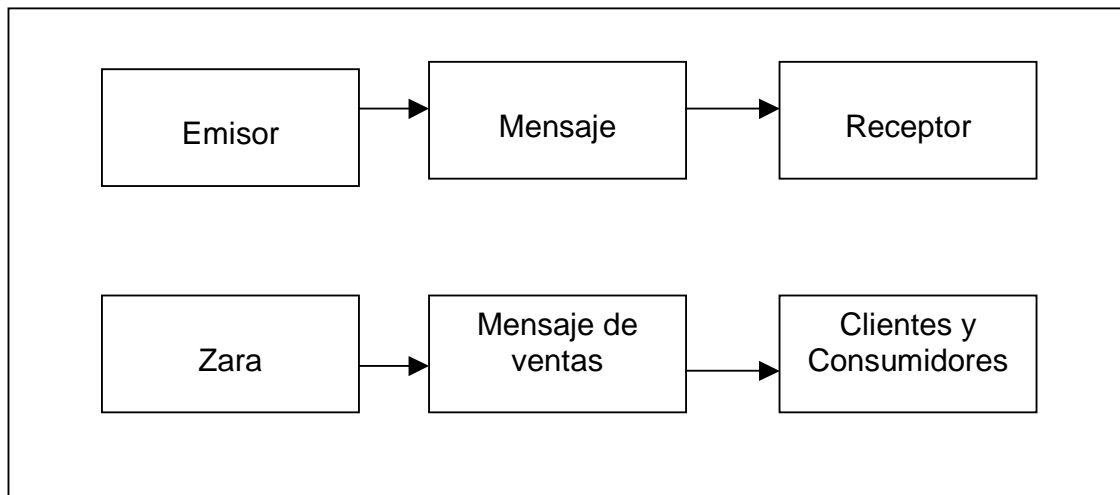 Emisor
Mensaje
Receptor
Zara
Mensaje de
ventas
Clientes y
Consumidores